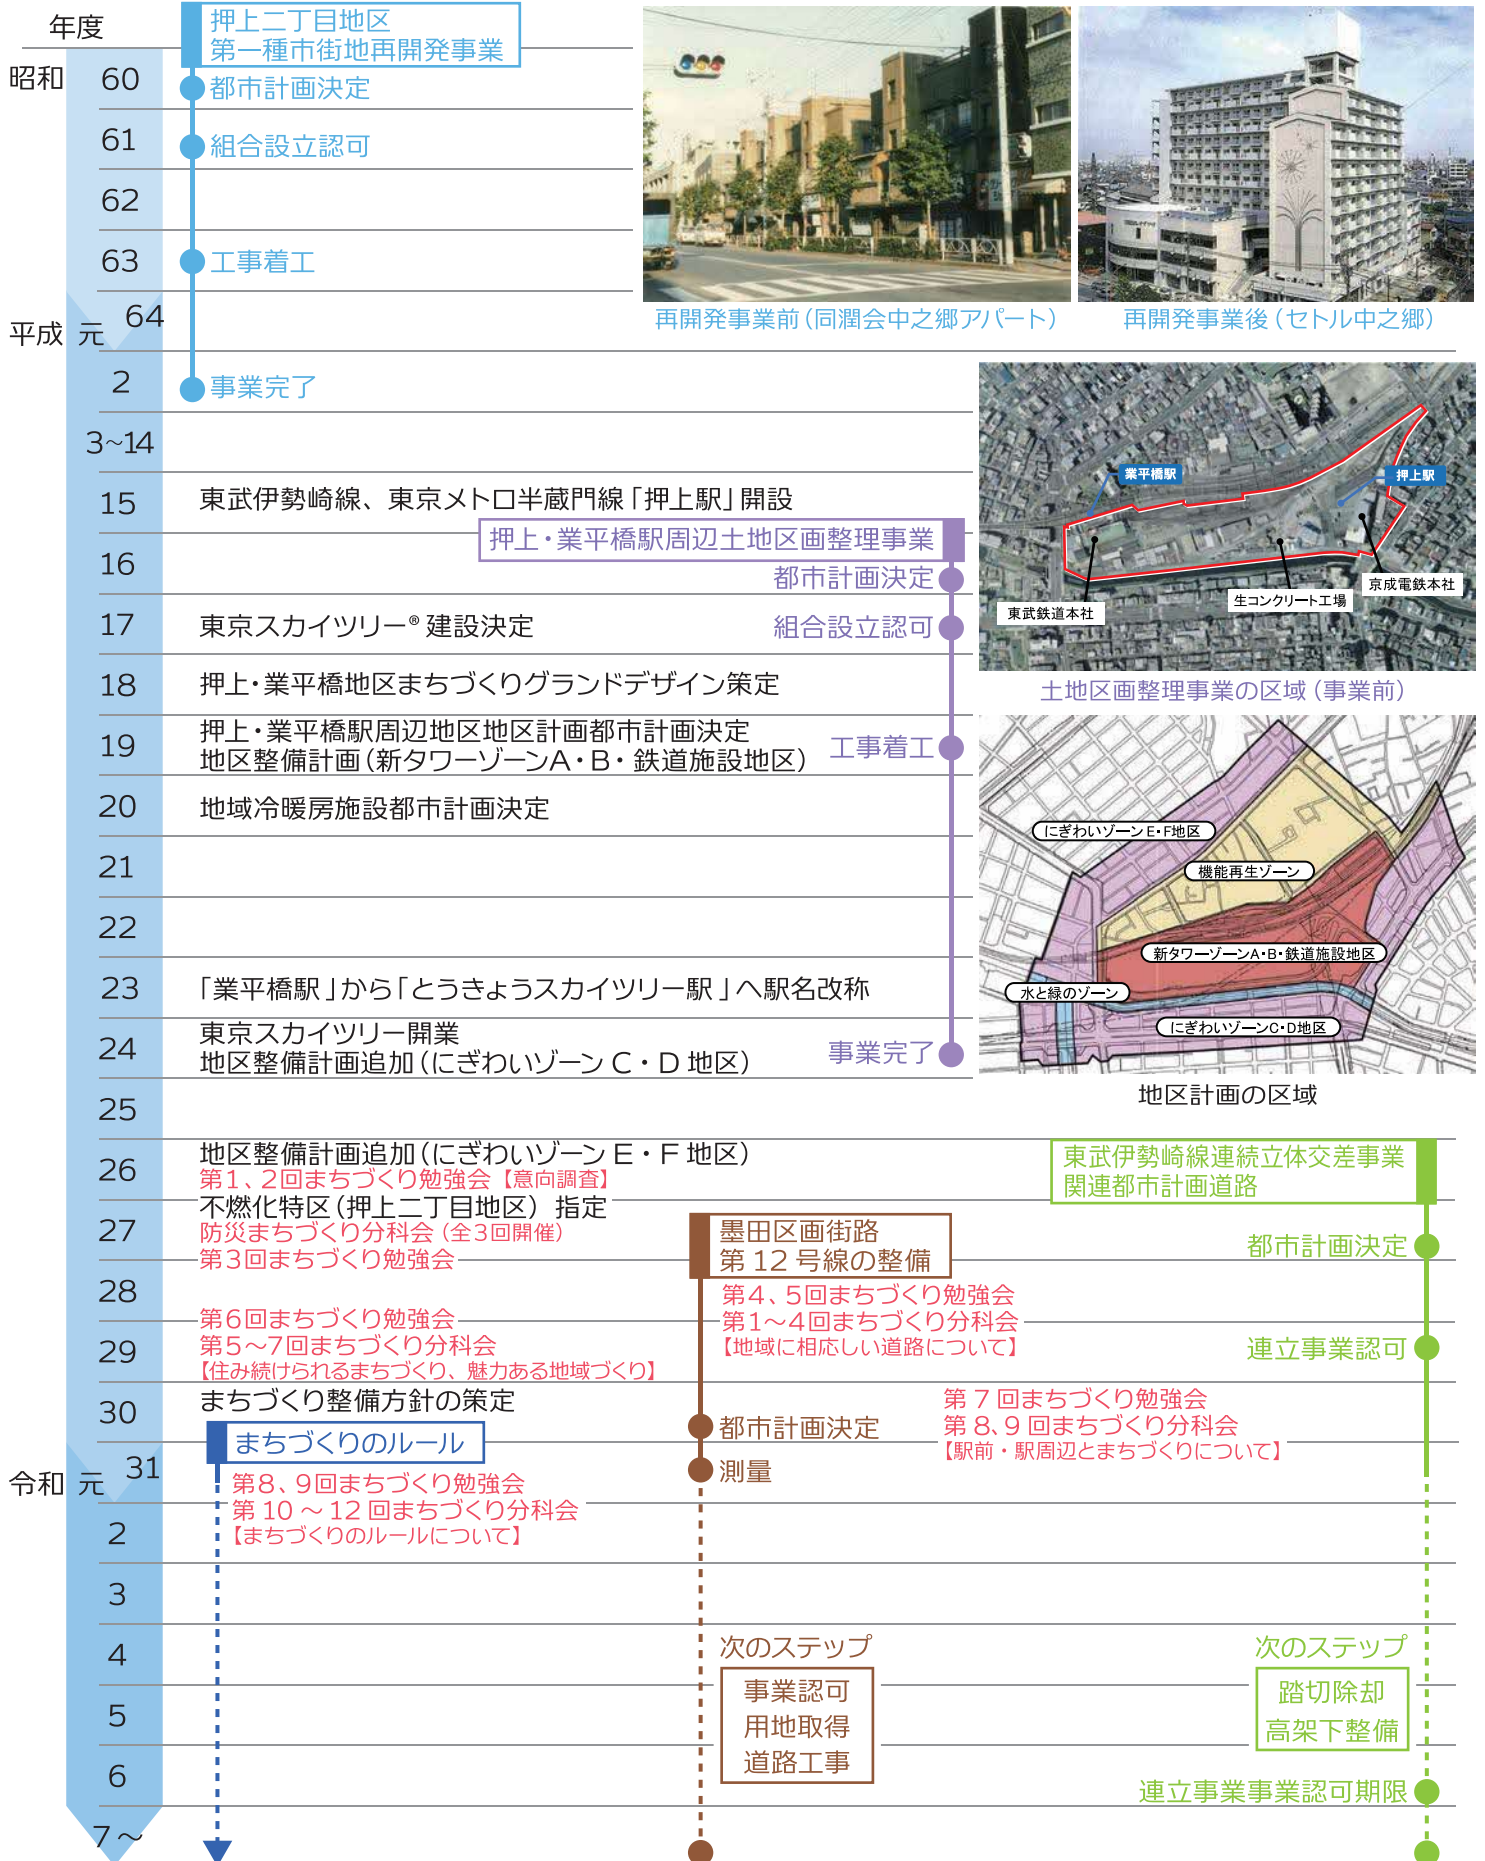 年度
押上二丁目地区
第一種市街地再開発事業
昭和
60
都市計画決定
61
組合設立認可
62
63
工事着工
64
平成 元
再開発事業前(同潤会中之郷アパート)
再開発事業後(セトル中之郷)
2
事業完了
3~14
15
東武伊勢崎線、東京メトロ半蔵門線「押上駅」開設
業平橋駅
押上駅
東武鉄道本社
生コンクリート工場
京成電鉄本社
土地区画整理事業の区域(事業前)
押上・業平橋駅周辺土地区画整理事業
16
都市計画決定
17
東京スカイツリー®建設決定
組合設立認可
18
押上・業平橋地区まちづくりグランドデザイン策定
19
押上・業平橋駅周辺地区地区計画都市計画決定
地区整備計画(新タワーゾーンA・B・鉄道施設地区)
工事着工
20
地域冷暖房施設都市計画決定
21
22
23
「業平橋駅」から「とうきょうスカイツリー駅」へ駅名改称
24
東京スカイツリー開業
地区整備計画追加(にぎわいゾーン C・D 地区)
事業完了
にぎわいゾーンE・F地区
機能再生ゾーン
新タワーゾーンA・B・鉄道施設地区
水と緑のゾーン
にぎわいゾーンC・D地区
地区計画の区域
25
26
地区整備計画追加(にぎわいゾーン E・F 地区)
第1、2回まちづくり勉強会【意向調査】
東武伊勢崎線連続立体交差事業
関連都市計画道路
不燃化特区(押上二丁目地区) 指定
27
防災まちづくり分科会(全3回開催)
第3回まちづくり勉強会
墨田区画街路
第 12 号線の整備
都市計画決定
28
第4、5回まちづくり勉強会
第1~4回まちづくり分科会
【地域に相応しい道路について】
第6回まちづくり勉強会
29
第5~7回まちづくり分科会
【住み続けられるまちづくり、魅力ある地域づくり】
連立事業認可
30
まちづくり整備方針の策定
都市計画決定
第 7 回まちづくり勉強会
第 8、9 回まちづくり分科会
【駅前・駅周辺とまちづくりについて】
まちづくりのルール
31
令和 元
測量
第8、9回まちづくり勉強会
第 10 ~ 12 回まちづくり分科会
【まちづくりのルールについて】
2
3
4
次のステップ
事業認可
用地取得
道路工事
次のステップ
踏切除却
高架下整備
5
6
連立事業事業認可期限
7~